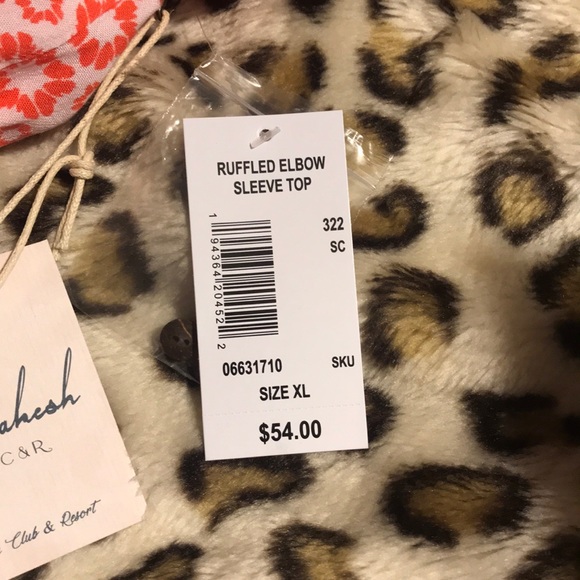 RUFFLED ELBOW
SLEEVE TOP
322
SC
1 94364 20452 2
06631710 SKU
SIZE XL
$54.00
C & R
Club & Resort